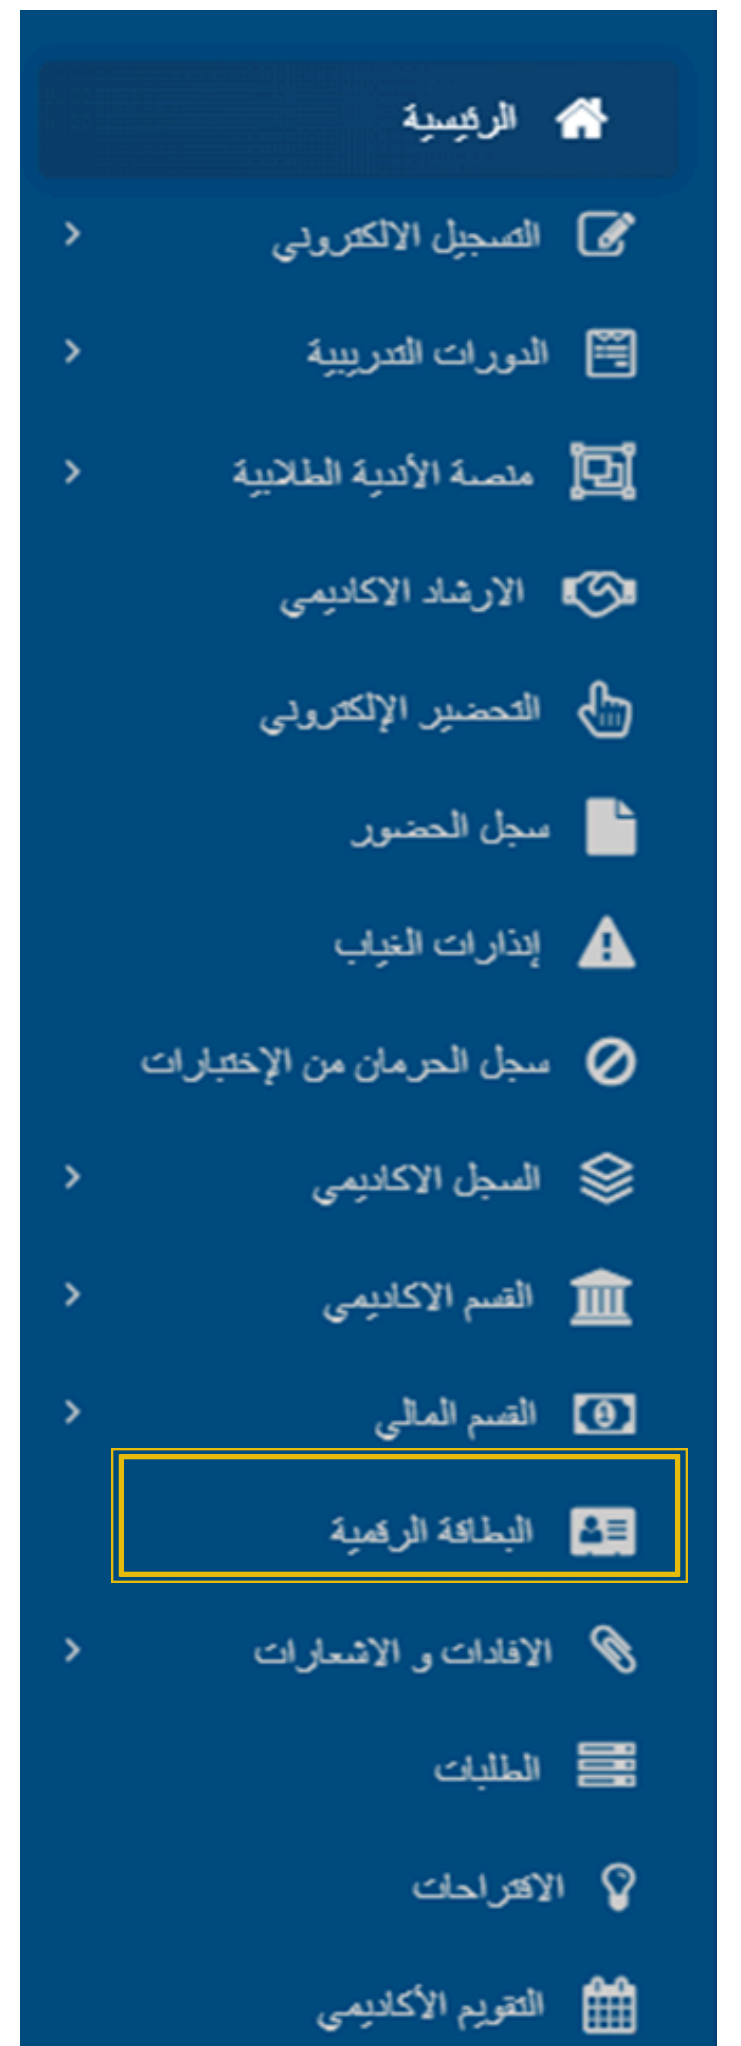 الرئيسية
التسجيل الالكتروني
الدورات التدريبية
منصة الأندية الطلابية
الارشاد الاكاديمي
التحضير الإلكتروني
سجل الحضور
إنذارات الغياب
سجل الحرمان من الإختبارات
السجل الاكاديمي
القسم الاكاديمي
القسم المالي
البطاقة الرقمية
الافادات و الاشعارات
الطلبات
الاقتراحات
التقويم الأكاديمي